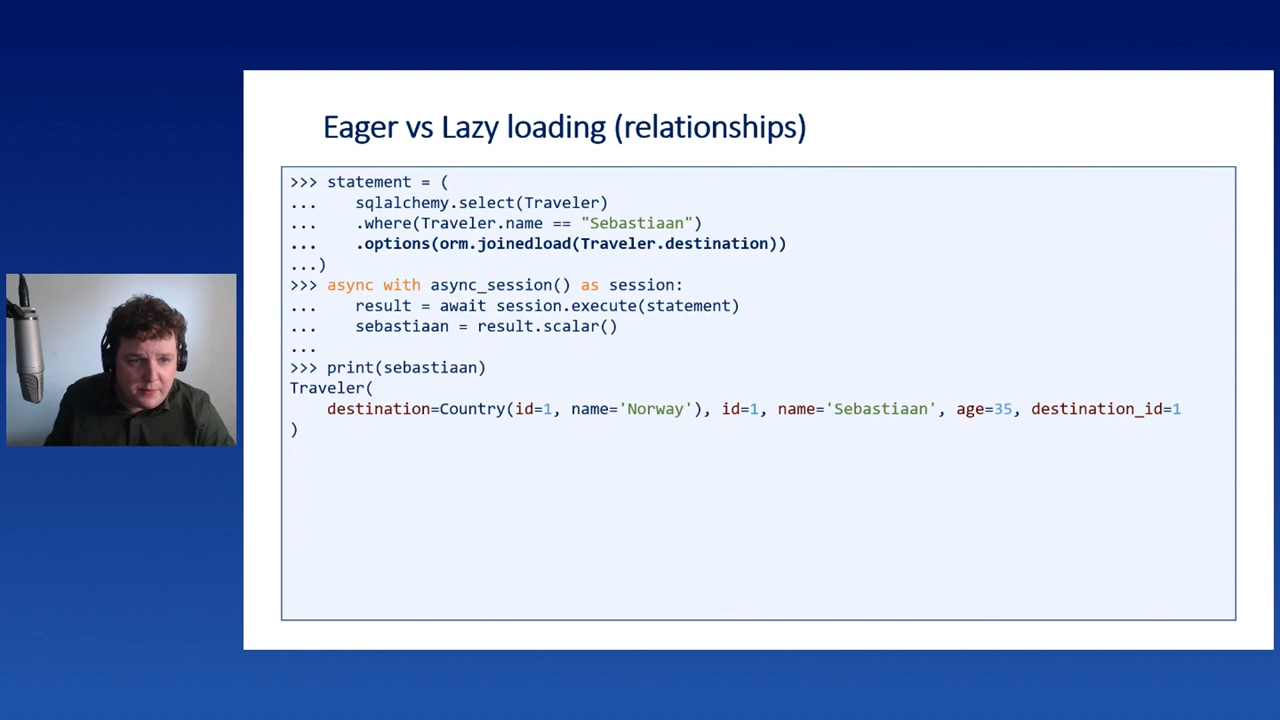 Eager vs Lazy loading (relationships)
>>> statement = (
...    sqlalchemy.select(Traveler)
...    .where(Traveler.name == "Sebastiaan")
...    .options(orm.joinedload(Traveler.destination))
...)
>>> async with async_session() as session:
...    result = await session.execute(statement)
...    sebastiaan = result.scalar()
...
>>> print(sebastiaan)
Traveler(
    destination=Country(id=1, name='Norway'), id=1, name='Sebastiaan', age=35, destination_id=1
)